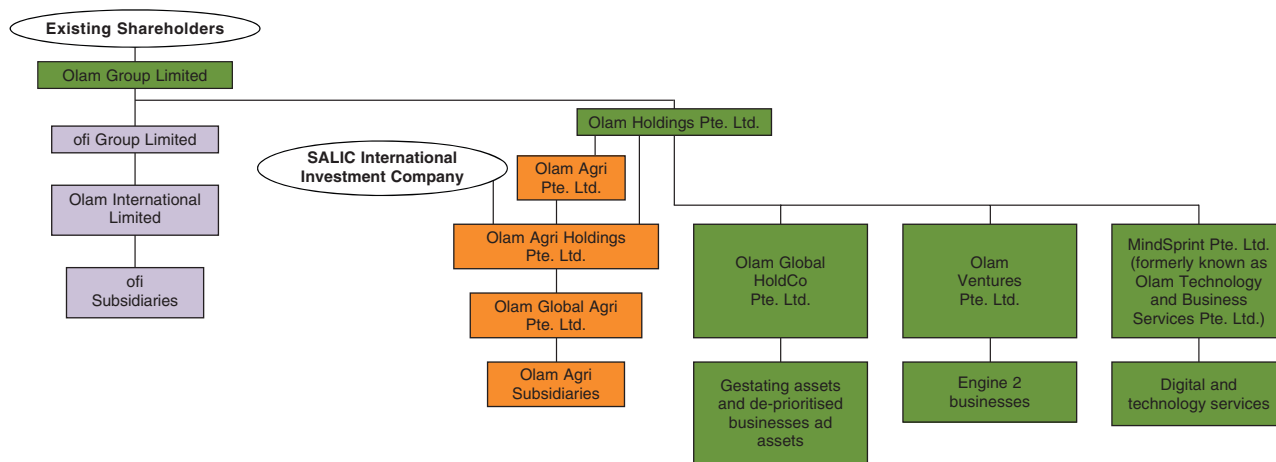 Existing Shareholders
Olam Group Limited
ofi Group Limited
Olam International
Limited
ofi
Subsidiaries
Olam Holdings Pte. Ltd.
SALIC International
Investment Company
Olam Agri
Pte. Ltd.
Olam Agri Holdings
Pte. Ltd.
Olam Global Agri
Pte. Ltd.
Olam Agri
Subsidiaries
Olam Global
HoldCo
Pte. Ltd.
Gestating assets
and de-prioritised
businesses ad
assets
Olam
Ventures
Pte. Ltd.
Engine 2
businesses
MindSprint Pte. Ltd.
(formerly known as
Olam Technology
and Business
Services Pte. Ltd.)
Digital and
technology services